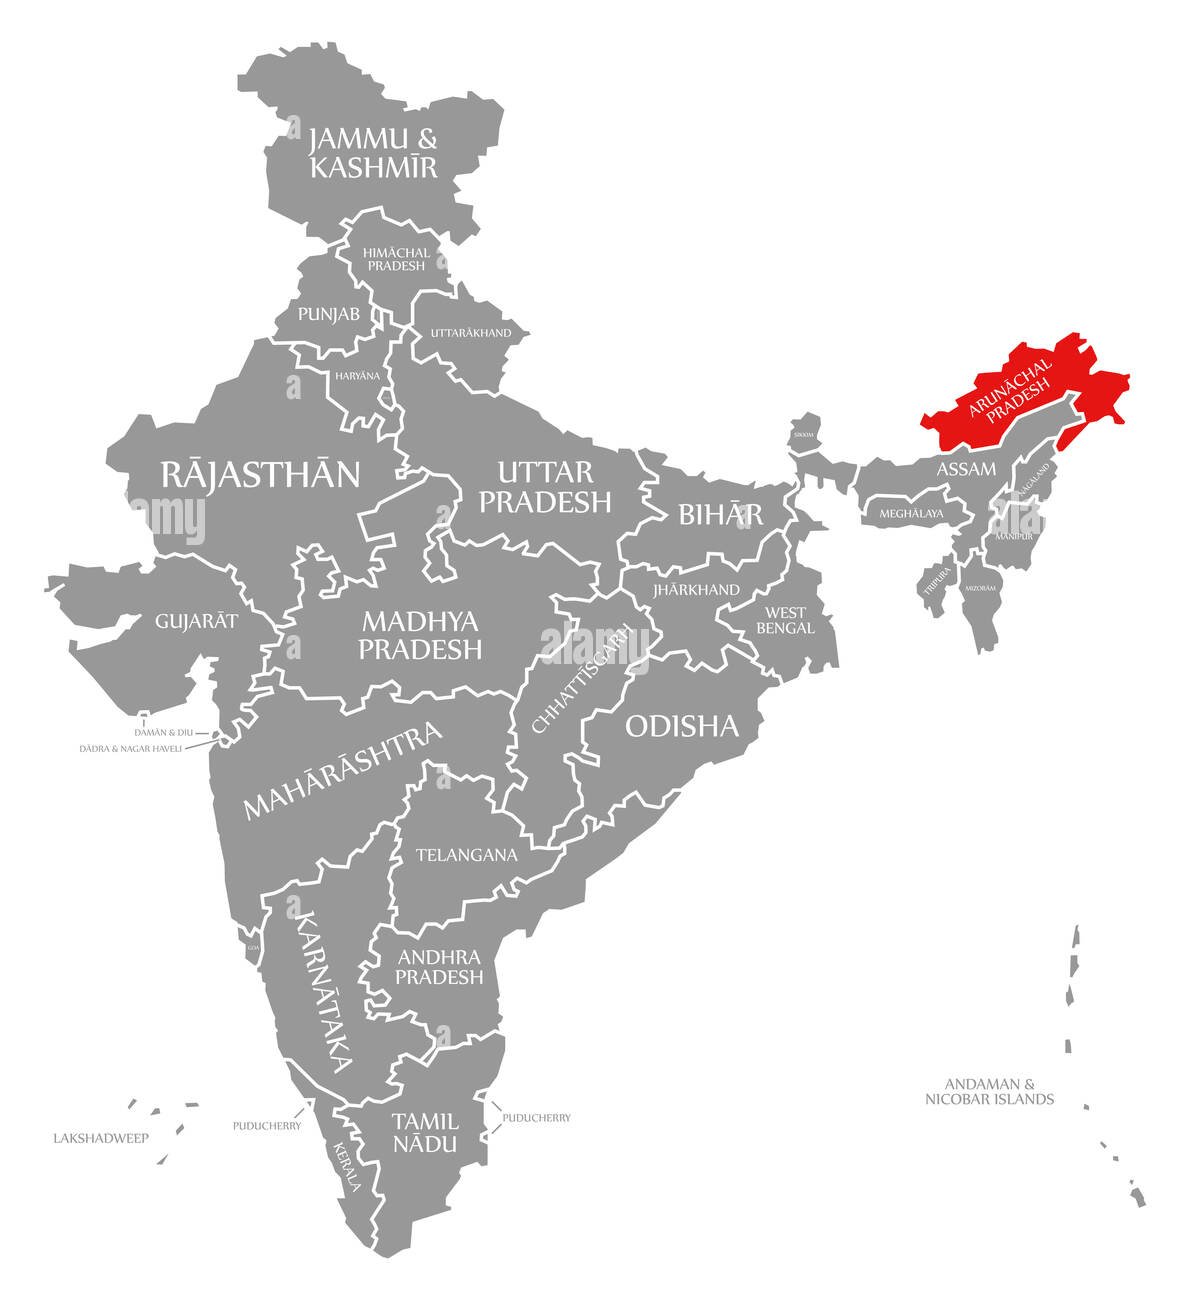 JAMMU &
KASHMĪR
HIMĀCHAL
PRADESH
PUNJAB
UTTARĀKHAND
HARYĀNA
ARUNĀCHAL
PRADESH
SIKKIM
RĀJASTHĀN
UTTAR
PRADESH
BIHĀR
ASSAM
NĀGĀLAND
MEGHĀLAYA
MANIPUR
TRIPURA
MIZORĀM
GUJARĀT
MADHYA
PRADESH
JHĀRKHAND
WEST
BENGAL
CHHATTĪSGARH
ODISHA
DAMĀN & DIU
DĀDRA & NAGAR HAVELI
MAHĀRĀSHTRA
TELANGANA
GOA
KARNĀTAKA
ANDHRA
PRADESH
ANDAMAN &
NICOBAR ISLANDS
LAKSHADWEEP
PUDUCHERRY
TAMIL
NĀDU
PUDUCHERRY
KERALA
a
a
a
alamy
a
a
alamy
a
a
a
a